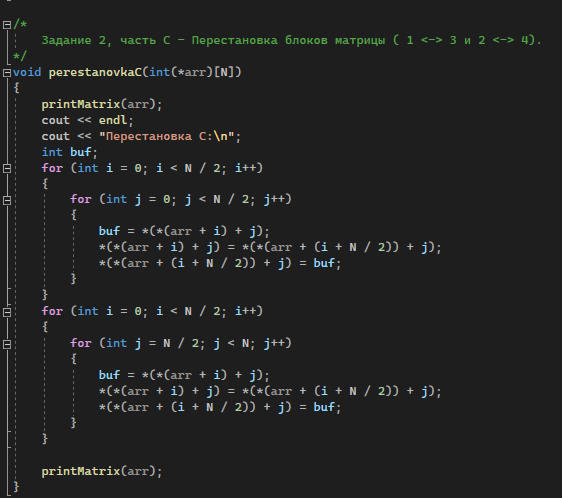 /*
    Задание 2, часть С - Перестановка блоков матрицы ( 1 <-> 3 и 2 <-> 4).
*/
void perestanovkaC(int(*arr)[N])
{
    printMatrix(arr);
    cout << endl;
    cout << "Перестановка С:\n";
    int buf;
    for (int i = 0; i < N / 2; i++)
    {
        for (int j = 0; j < N / 2; j++)
        {
            buf = *(*(arr + i) + j);
            *(*(arr + i) + j) = *(*(arr + (i + N / 2)) + j);
            *(*(arr + (i + N / 2)) + j) = buf;
        }
    }
    for (int i = 0; i < N / 2; i++)
    {
        for (int j = N / 2; j < N; j++)
        {
            buf = *(*(arr + i) + j);
            *(*(arr + i) + j) = *(*(arr + (i + N / 2)) + j);
            *(*(arr + (i + N / 2)) + j) = buf;
        }
    }

    printMatrix(arr);
}